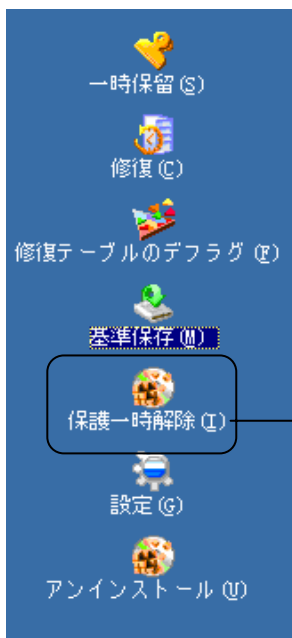 一時保留(S)
修復(C)
修復テーブルのデフラグ(F)
基準保存(M)
保護一時解除(I)
設定(G)
アンインストール(U)